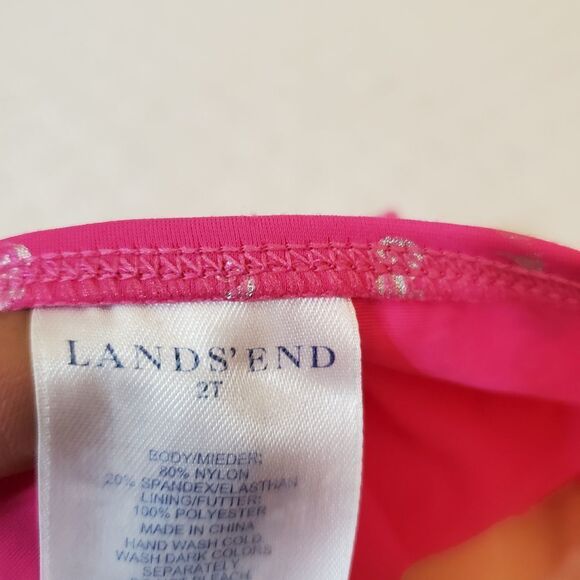 LANDS' END
2T
BODY/MIEDER:
80% NYLON
20% SPANDEX/ELASTHAN
LINING/FUTTER:
100% POLYESTER
MADE IN CHINA
HAND WASH COLD
WASH DARK COLORS
SEPARATELY
BLEACH